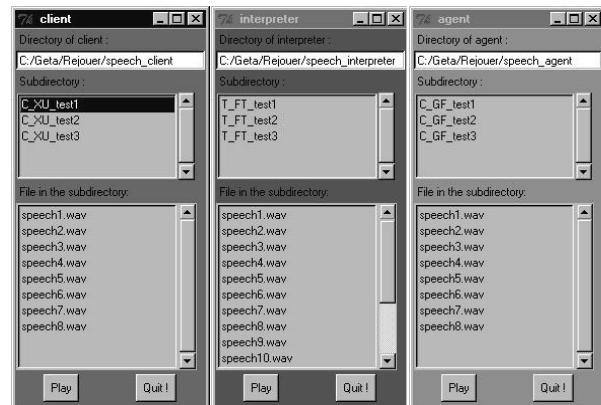 client
Directory of client :
C:/Geta/Rejouer/speech_client
Subdirectory :
C_XU_test1
C_XU_test2
C_XU_test3
File in the subdirectory:
speech1.wav
speech2.wav
speech3.wav
speech4.wav
speech5.wav
speech6.wav
speech7.wav
speech8.wav
Play
Quit !
interpreter
Directory of interpreter :
C:/Geta/Rejouer/speech_interpreter
Subdirectory :
T_FT_test1
T_FT_test2
T_FT_test3
File in the subdirectory:
speech1.wav
speech2.wav
speech3.wav
speech4.wav
speech5.wav
speech6.wav
speech7.wav
speech8.wav
speech9.wav
speech10.wav
Play
Quit !
agent
Directory of agent :
C:/Geta/Rejouer/speech_agent
Subdirectory :
C_GF_test1
C_GF_test2
C_GF_test3
File in the subdirectory:
speech1.wav
speech2.wav
speech3.wav
speech4.wav
speech5.wav
speech6.wav
speech7.wav
speech8.wav
Play
Quit !